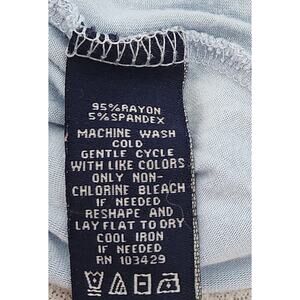 95% RAYON
5% SPANDEX
MACHINE WASH
COLD
GENTLE CYCLE
WITH LIKE COLORS
ONLY NON-
CHLORINE BLEACH
IF NEEDED
RESHAPE AND
LAY FLAT TO DRY
COOL IRON
IF NEEDED
RN 103429